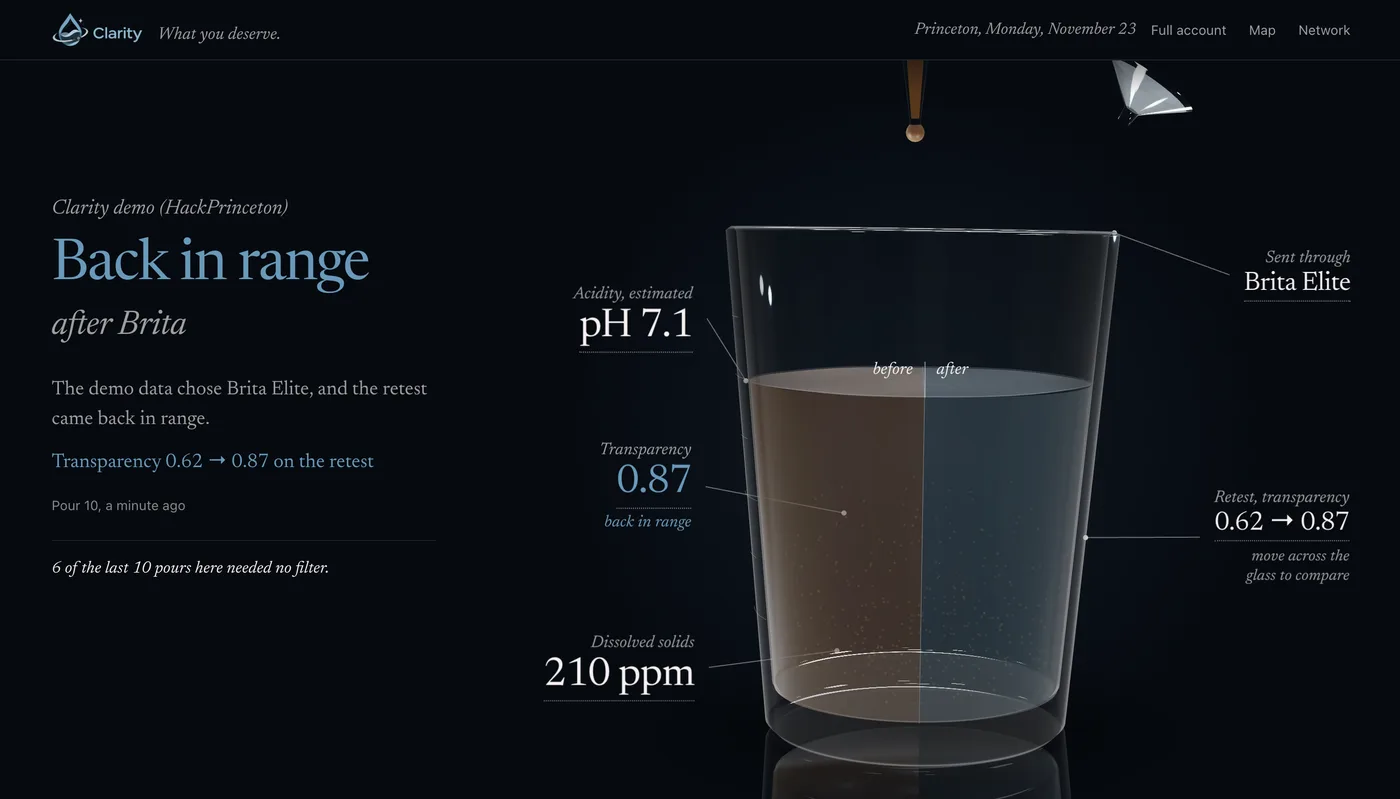 Clarity
What you deserve.
Princeton, Monday, November 23
Full account
Map
Network
Clarity demo (HackPrinceton)
Back in range
after Brita
The demo data chose Brita Elite, and the retest
came back in range.
Transparency 0.62 → 0.87 on the retest
Pour 10, a minute ago
6 of the last 10 pours here needed no filter.
Acidity, estimated
pH 7.1
Transparency
0.87
back in range
Dissolved solids
210 ppm
before
after
Sent through
Brita Elite
Retest, transparency
0.62 → 0.87
move across the
glass to compare